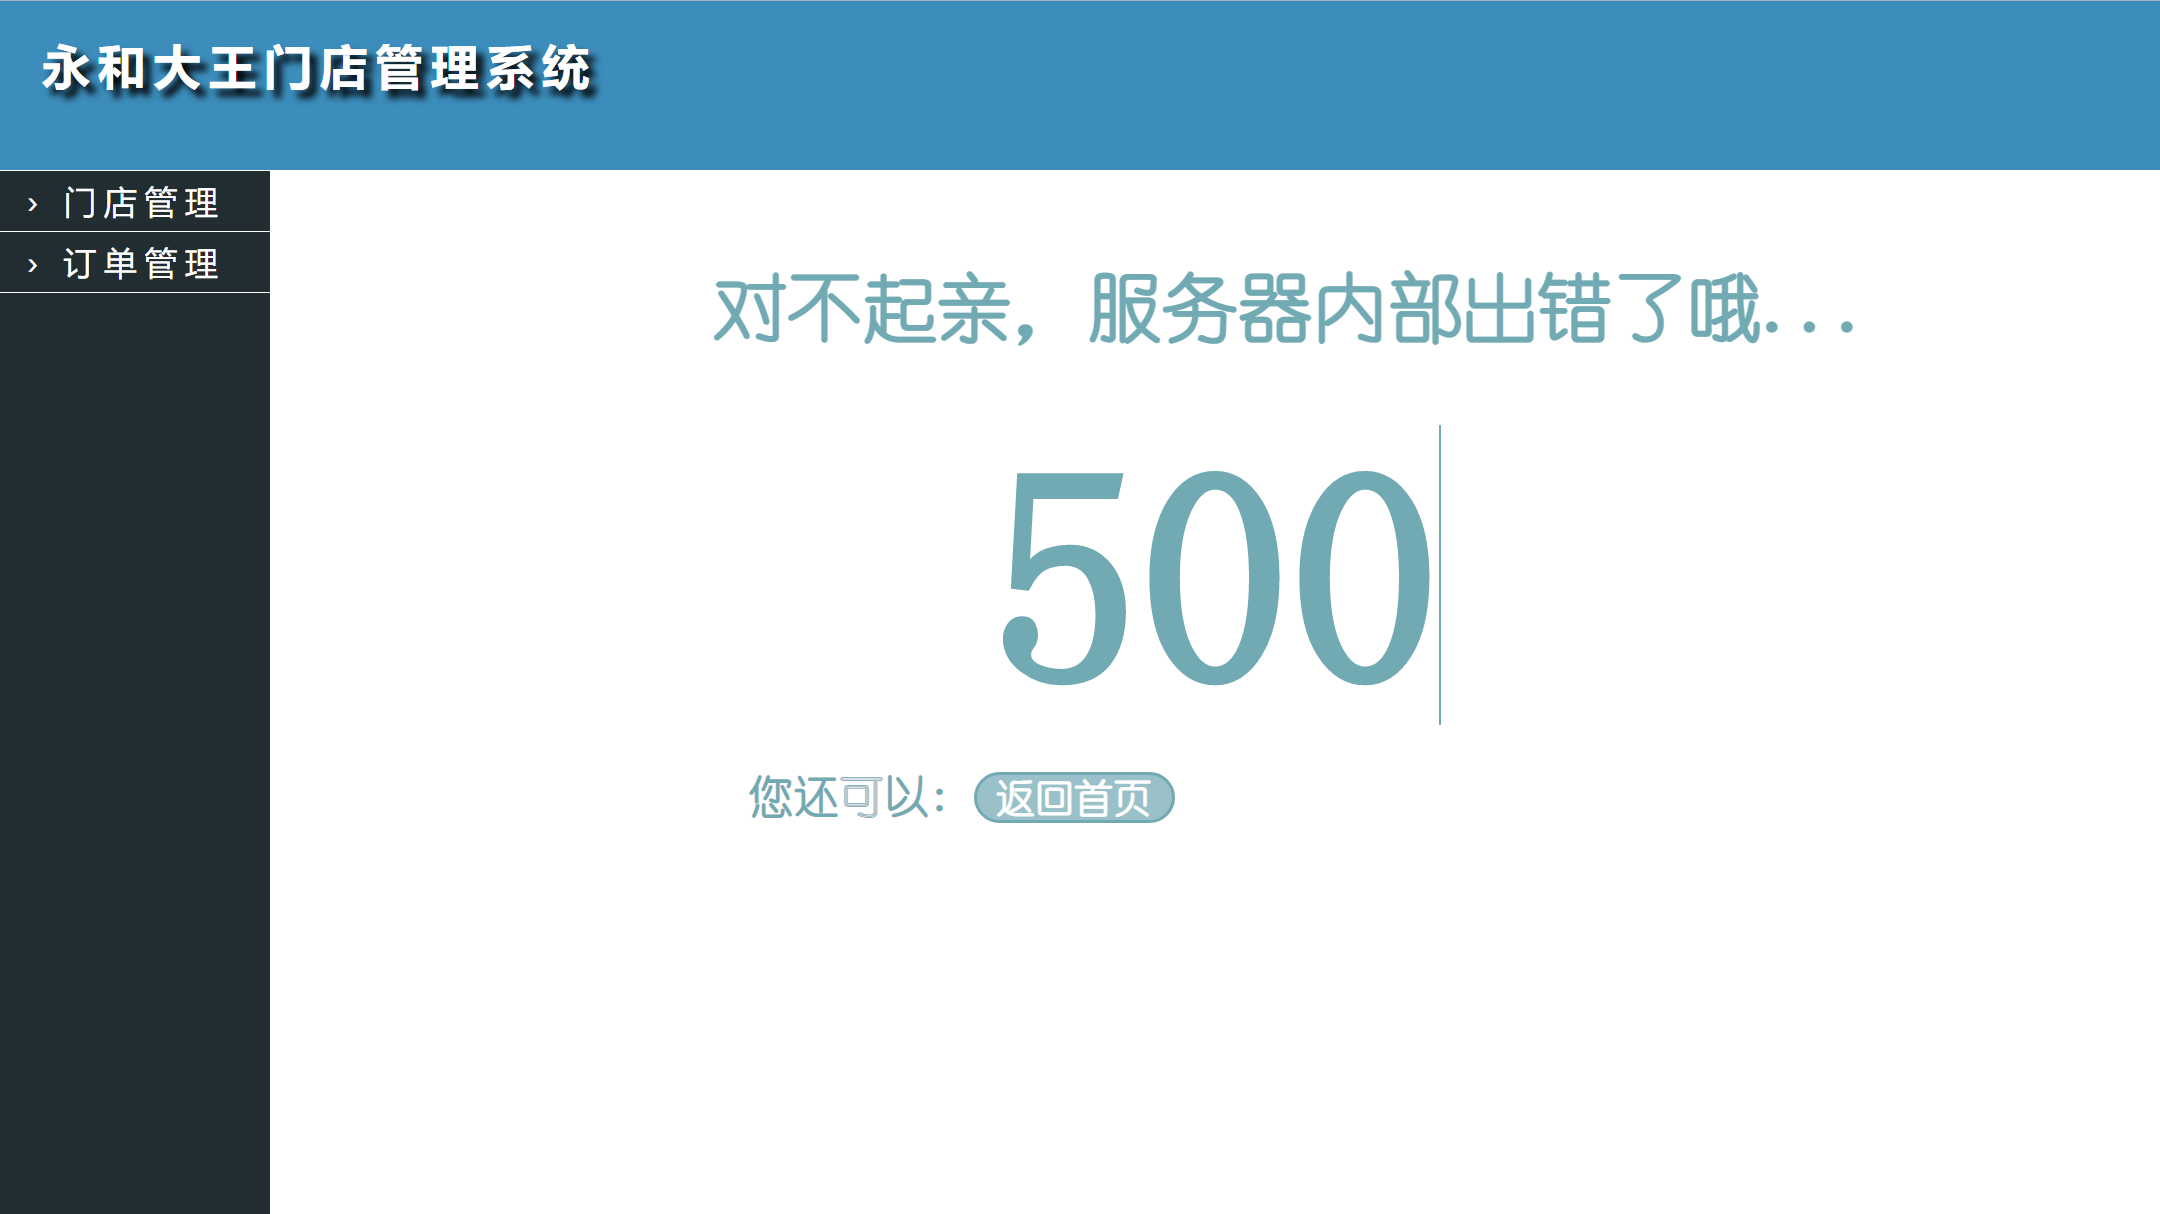 永和大王门店管理系统
› 门店管理
› 订单管理
对不起亲，服务器内部出错了哦...
500
您还可以：返回首页